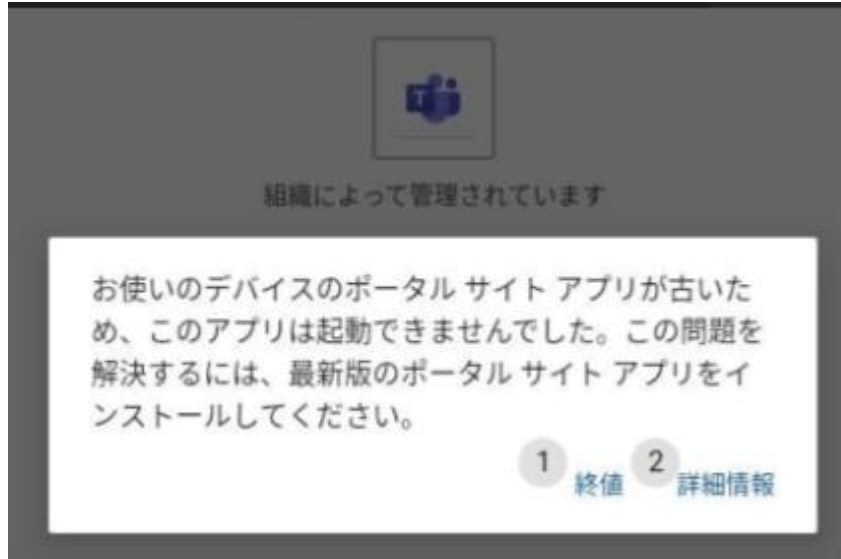 T
組織によって管理されています
お使いのデバイスのポータル サイト アプリが古いた
め、このアプリは起動できませんでした。この問題を
解決するには、最新版のポータル サイト アプリをイ
ンストールしてください。
1 終値 2 詳細情報